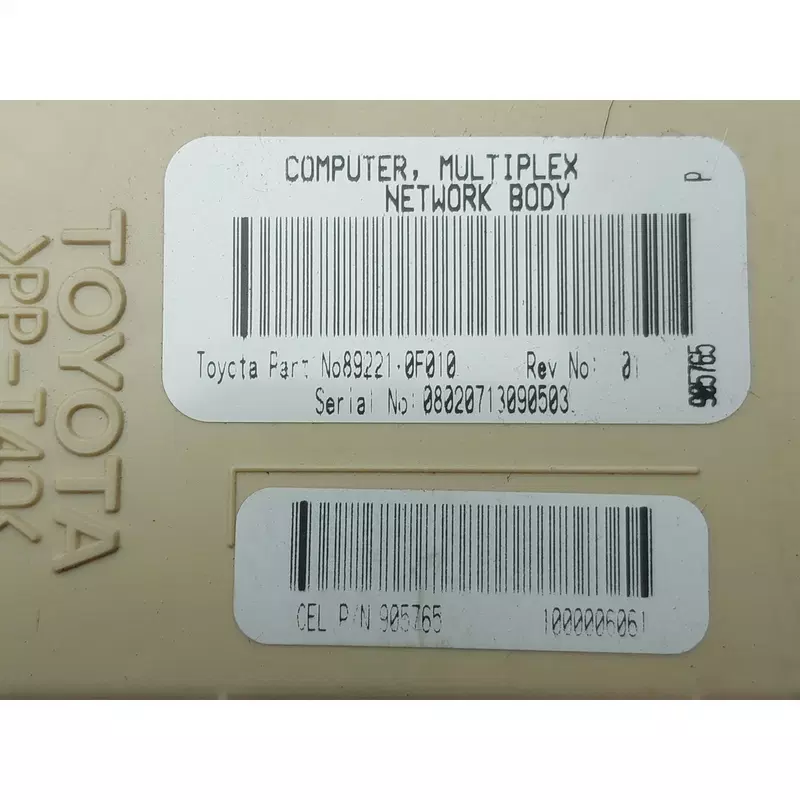 COMPUTER, MULTIPLEX
NETWORK BODY
P
Toyota Part No89221-0F010 Rev No: 01
Serial No: 08020713090503
905765
CEL P/N 905765 1000006061
TOYOTA
>PP-T40<